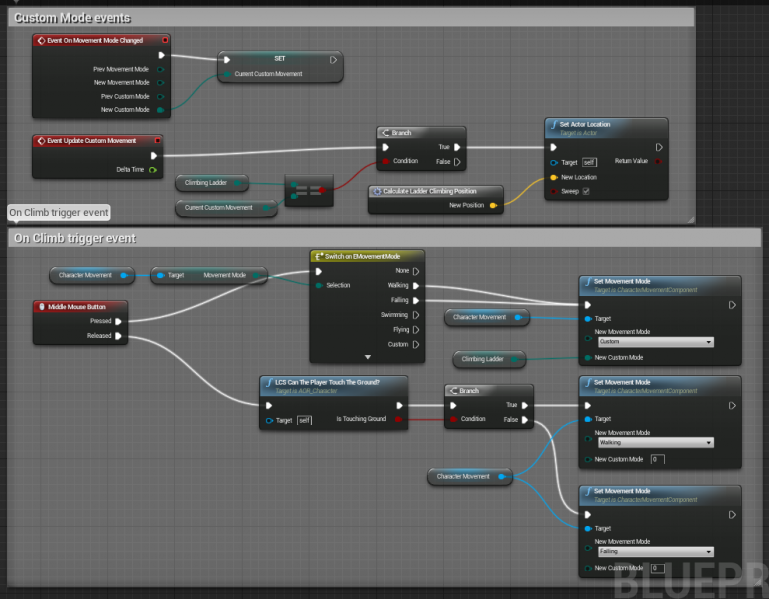 Custom Mode events
Event On Movement Mode Changed
Prev Movement Mode
New Movement Mode
Prev Custom Mode
New Custom Mode
SET
Current Custom Movement
Event Update Custom Movement
Delta Time
Climbing Ladder
Current Custom Movement
==
Branch
Condition
True
False
Calculate Ladder Climbing Position
New Position
Set Actor Location
Target is Actor
Target
self
Return Value
New Location
Sweep
On Climb trigger event
On Climb trigger event
Character Movement
Target
Movement Mode
Middle Mouse Button
Pressed
Released
Switch on EMovementMode
Selection
None
Walking
Falling
Swimming
Flying
Custom
Character Movement
Climbing Ladder
Set Movement Mode
Target is CharacterMovementComponent
Target
New Movement Mode
Custom
New Custom Mode
LCS Can The Player Touch The Ground?
Target is AOR_Character
Target
self
Is Touching Ground
Branch
Condition
True
False
Character Movement
Set Movement Mode
Target is CharacterMovementComponent
Target
New Movement Mode
Walking
New Custom Mode
0
Set Movement Mode
Target is CharacterMovementComponent
Target
New Movement Mode
Falling
New Custom Mode
0
BLUEPR